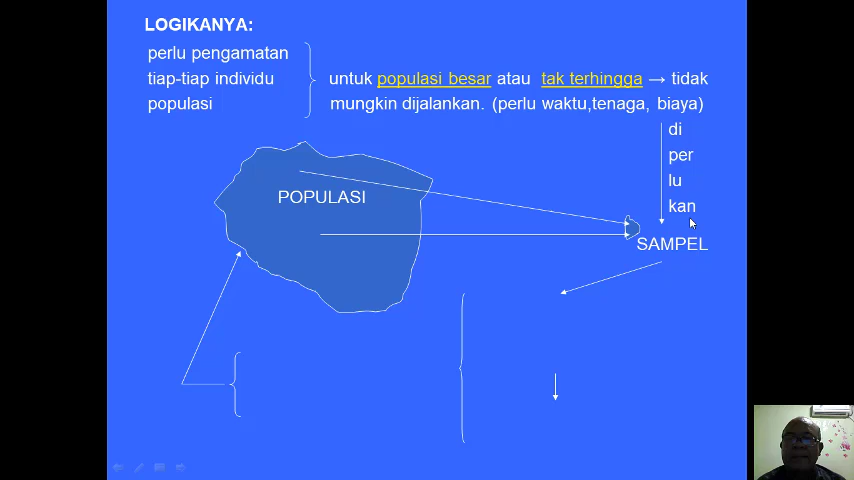 LOGIKANYA:
perlu pengamatan
tiap-tiap individu
populasi
untuk populasi besar atau tak terhingga → tidak
mungkin dijalankan. (perlu waktu,tenaga, biaya)
di
per
lu
kan
POPULASI
SAMPEL